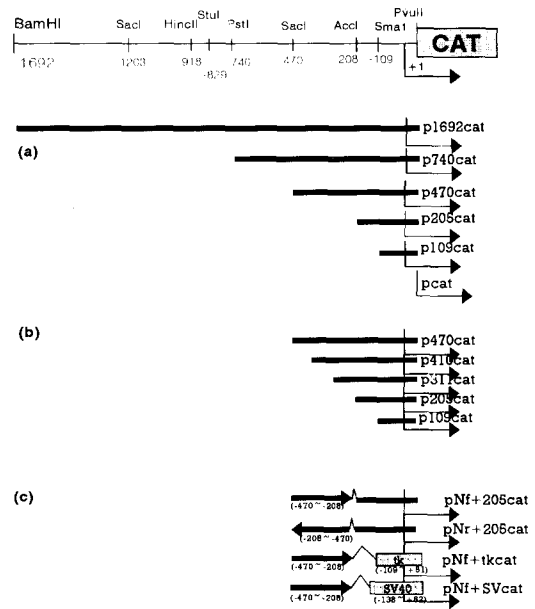 PvuII
StuI
BamHI SacI HincII PstI SacI AccI Sma1
CAT
1692 1203 918 -829 740 470 208 -109 +1
p1692cat
(a)
p740cat
p470cat
p205cat
p109cat
pcat
(b)
p470cat
p410cat
p311cat
p205cat
p109cat
(c)
pNf+205cat
(-470~-208)
pNr+205cat
(-208~-470)
tk pNf+tkcat
(-470~-208) (-109~+81)
SV40 pNf+SVcat
(-470~-208) (-138~+82)